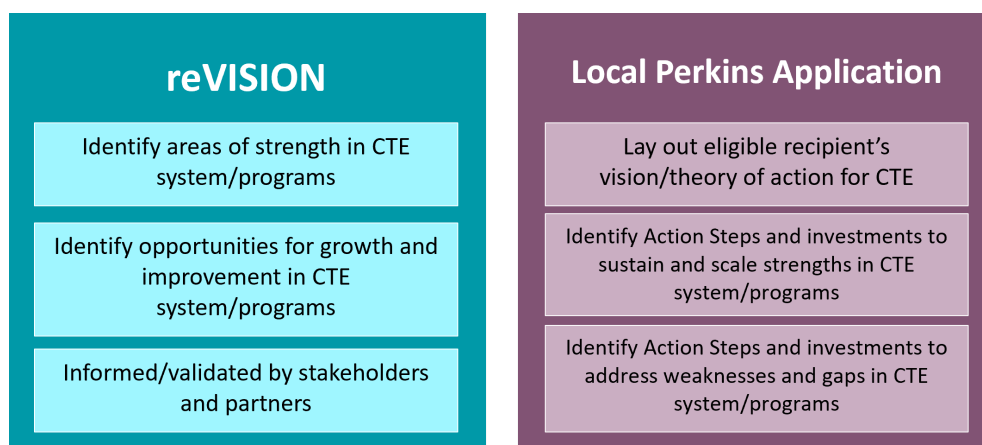 reVISION
Identify areas of strength in CTE
system/programs
Identify opportunities for growth and
improvement in CTE
system/programs
Informed/validated by stakeholders
and partners
Local Perkins Application
Lay out eligible recipient’s
vision/theory of action for CTE
Identify Action Steps and investments to
sustain and scale strengths in CTE
system/programs
Identify Action Steps and investments to
address weaknesses and gaps in CTE
system/programs